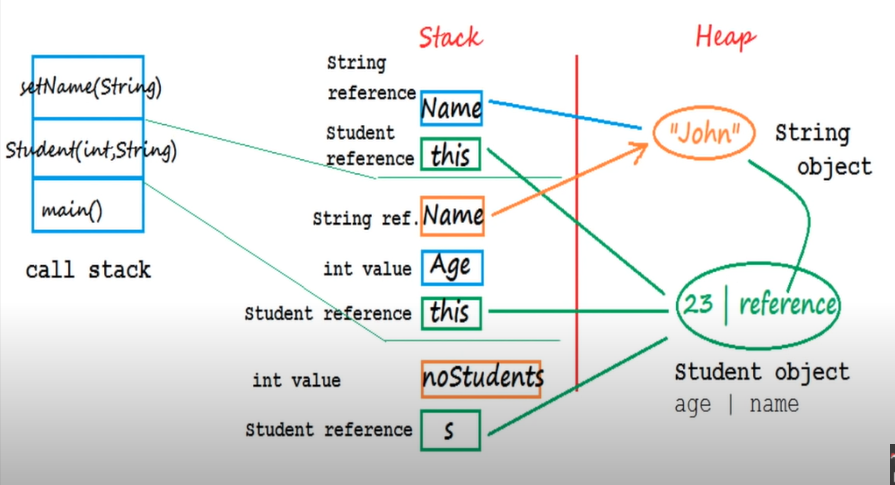 Stack
Heap
setName(String)
Student(int,String)
main()
call stack
String
reference
Name
Student
reference
this
String ref.
Name
int value
Age
Student reference
this
int value
noStudents
Student reference
s
"John"
String
object
23 | reference
Student object
age | name